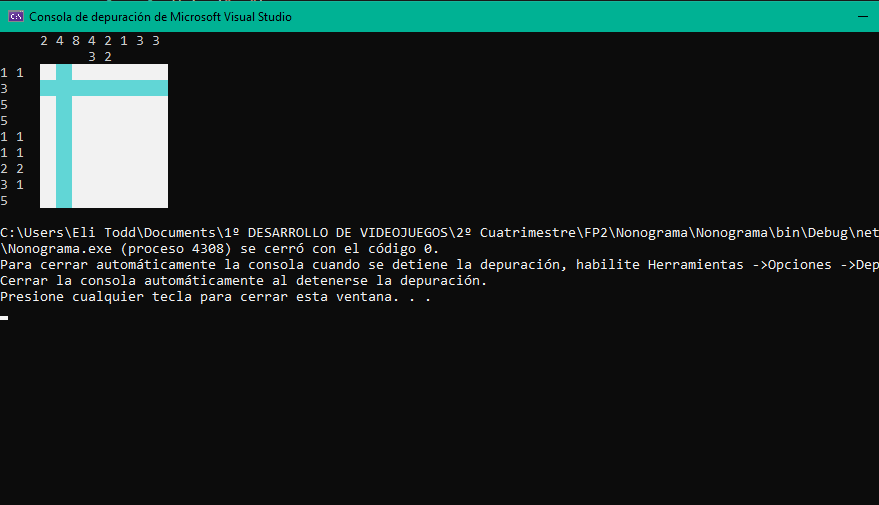 Consola de depuración de Microsoft Visual Studio
2 4 8 4 2 1 3 3
3 2
1 1
3
5
5
1 1
1 1
2 2
3 1
5
C:\Users\Eli Todd\Documents\1º DESARROLLO DE VIDEOJUEGOS\2º Cuatrimestre\FP2\Nonograma\Nonograma\bin\Debug\net
\Nonograma.exe (proceso 4308) se cerró con el código 0.
Para cerrar automáticamente la consola cuando se detiene la depuración, habilite Herramientas ->Opciones ->Dep
Cerrar la consola automáticamente al detenerse la depuración.
Presione cualquier tecla para cerrar esta ventana. . .